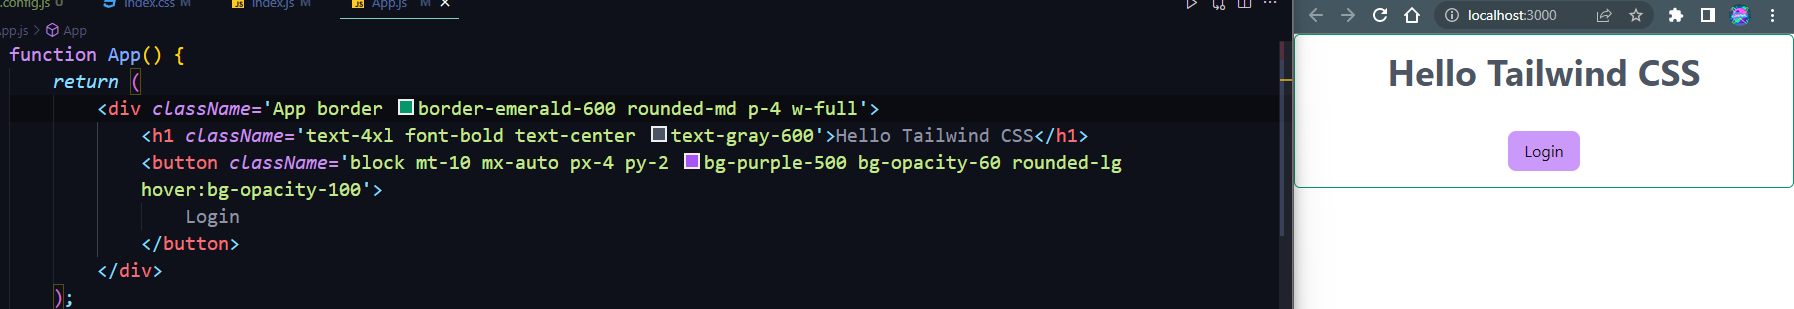 .config.js U index.css M JS index.js M JS App.js M
App.js > App
localhost:3000
function App() {
return (
<div className='App border border-emerald-600 rounded-md p-4 w-full'>
<h1 className='text-4xl font-bold text-center text-gray-600'>Hello Tailwind CSS</h1>
<button className='block mt-10 mx-auto px-4 py-2 bg-purple-500 bg-opacity-60 rounded-lg
hover:bg-opacity-100'>
Login
</button>
</div>
);
Hello Tailwind CSS
Login